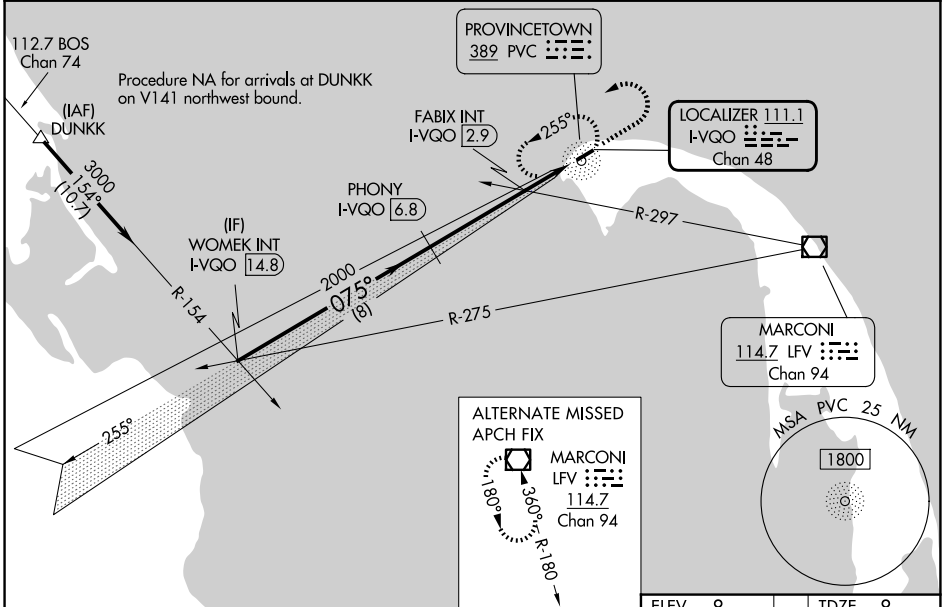 112.7 BOS
Chan 74
Procedure NA for arrivals at DUNKK
on V141 northwest bound.
(IAF)
DUNKK
3000
154°
(10.7)
R-154
(IF)
WOMEK INT
I-VQO 14.8
PHONY
I-VQO 6.8
FABIX INT
I-VQO 2.9
PROVINCETOWN
389 PVC
255°
LOCALIZER 111.1
I-VQO
Chan 48
R-297
2000
075°
(8)
R-275
MARCONI
114.7 LFV
Chan 94
255°
ALTERNATE MISSED
APCH FIX
MARCONI
LFV
114.7
Chan 94
180°
360°
R-180
MSA PVC 25 NM
1800
ELEV 8
TDZE 8